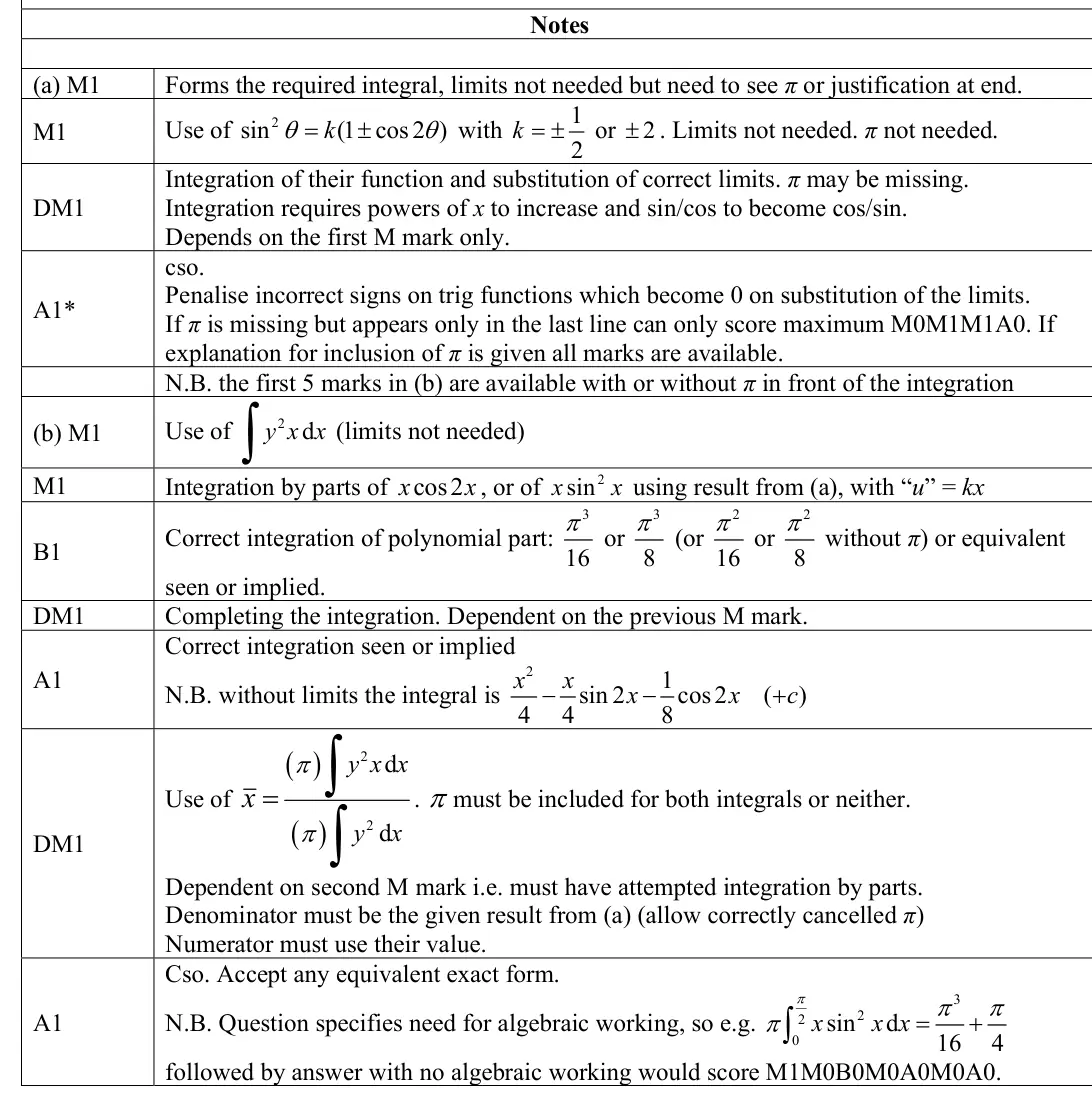 Notes
(a) M1 Forms the required integral, limits not needed but need to see π or justification at end.
M1 Use of sin² θ = k(1 ± cos 2θ) with k = ± 1/2 or ± 2 . Limits not needed. π not needed.
Integration of their function and substitution of correct limits. π may be missing.
DM1 Integration requires powers of x to increase and sin/cos to become cos/sin.
Depends on the first M mark only.
cso.
Penalise incorrect signs on trig functions which become 0 on substitution of the limits.
A1* If π is missing but appears only in the last line can only score maximum M0M1M1A0. If
explanation for inclusion of π is given all marks are available.
N.B. the first 5 marks in (b) are available with or without π in front of the integration
(b) M1 Use of ∫ y²x dx (limits not needed)
M1 Integration by parts of x cos 2x , or of x sin² x using result from (a), with “u” = kx
B1 Correct integration of polynomial part: π³/16 or π³/8 (or π²/16 or π²/8 without π) or equivalent
seen or implied.
DM1 Completing the integration. Dependent on the previous M mark.
Correct integration seen or implied
A1 N.B. without limits the integral is x²/4 − x/4 sin 2x − 1/8 cos 2x (+c)
DM1 Use of x̄ = (π)∫ y²x dx / (π)∫ y² dx . π must be included for both integrals or neither.
Dependent on second M mark i.e. must have attempted integration by parts.
Denominator must be the given result from (a) (allow correctly cancelled π)
Numerator must use their value.
Cso. Accept any equivalent exact form.
A1 N.B. Question specifies need for algebraic working, so e.g. π∫₀^(π/2) x sin² x dx = π³/16 + π/4
followed by answer with no algebraic working would score M1M0B0M0A0M0A0.